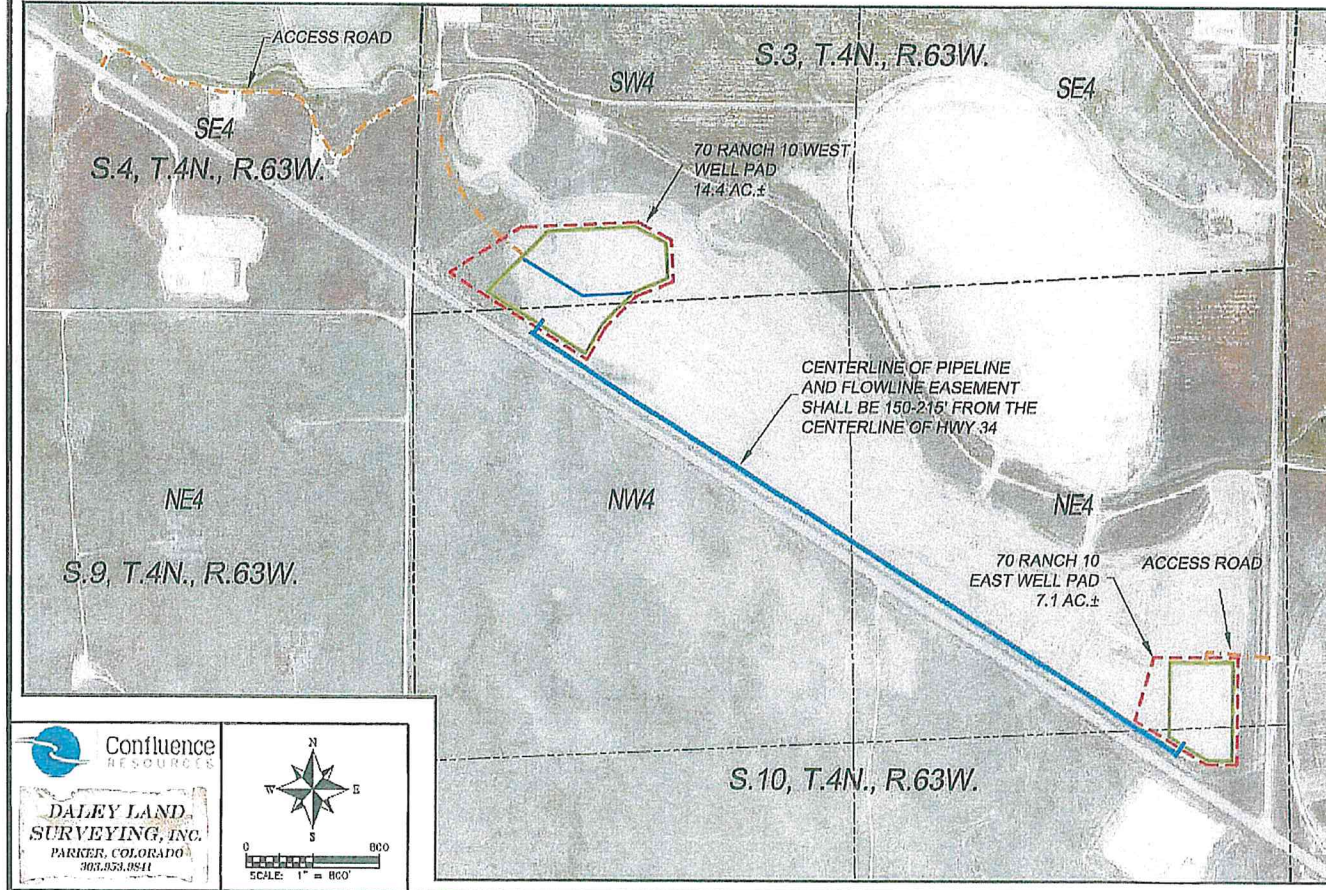 ACCESS ROAD
S.3, T.4N., R.63W.
SW4
SE4
SE4
S.4, T.4N., R.63W.
70 RANCH 10 WEST
WELL PAD
14.4 AC.±
CENTERLINE OF PIPELINE
AND FLOWLINE EASEMENT
SHALL BE 150-215' FROM THE
CENTERLINE OF HWY 34
NE4
NW4
NE4
S.9, T.4N., R.63W.
70 RANCH 10
EAST WELL PAD
7.1 AC.±
ACCESS ROAD
S.10, T.4N., R.63W.
Confluence
RESOURCES
DALEY LAND
SURVEYING, INC.
PARKER, COLORADO
303.953.9841
N
W E
S
0 800
SCALE: 1" = 800'